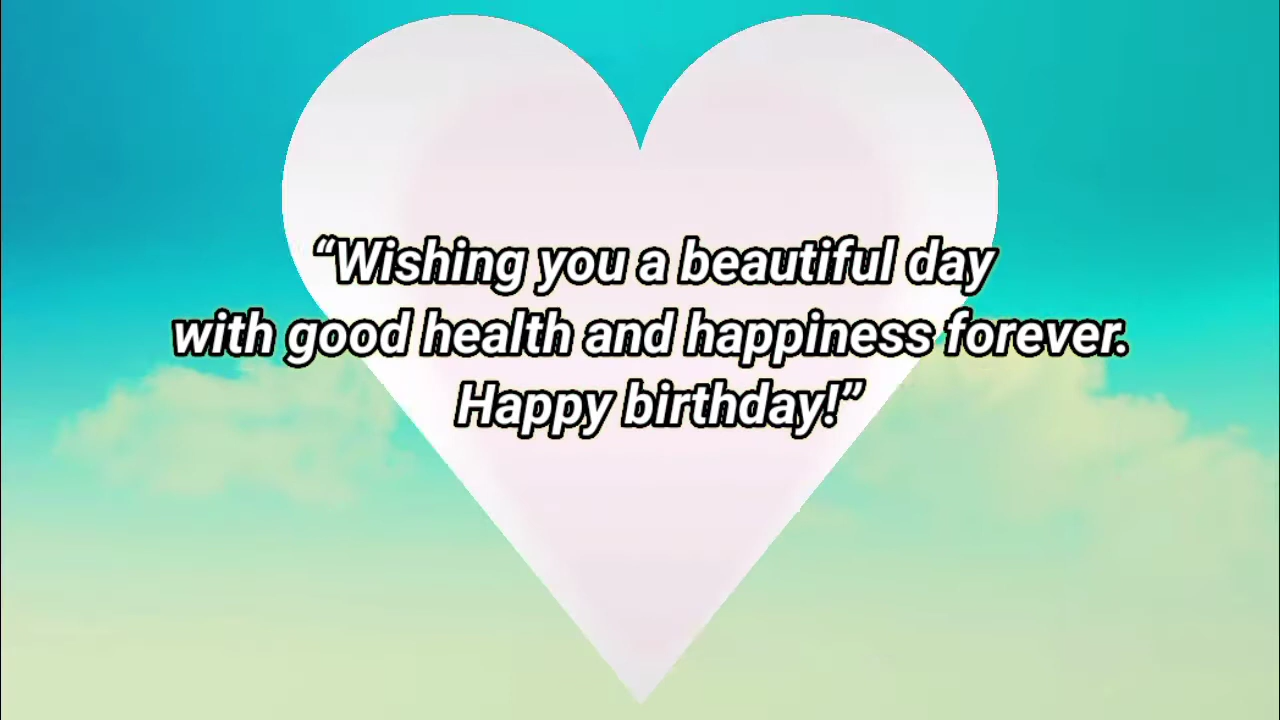 “Wishing you a beautiful day
with good health and happiness forever.
Happy birthday!”